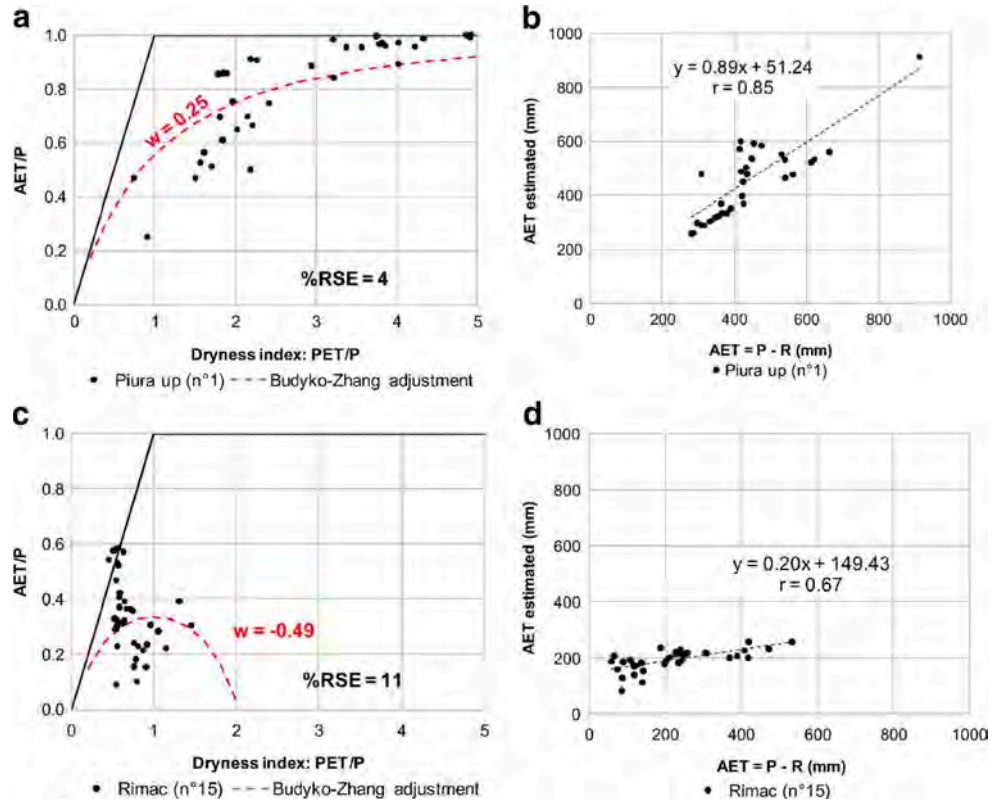 a
1.0
0.8
0.6
0.4
0.2
0.0
AET/P
w = 0.25
%RSE = 4
0 1 2 3 4 5
Dryness index: PET/P
Piura up (n°1) Budyko-Zhang adjustment
b
1000
800
600
400
200
0
AET estimated (mm)
y = 0.89x + 51.24
r = 0.85
0 200 400 600 800 1000
AET = P - R (mm)
Piura up (n°1)
c
1.0
0.8
0.6
0.4
0.2
0.0
AET/P
w = -0.49
%RSE = 11
0 1 2 3 4 5
Dryness index: PET/P
Rimac (n°15) Budyko-Zhang adjustment
d
1000
800
600
400
200
0
AET estimated (mm)
y = 0.20x + 149.43
r = 0.67
0 200 400 600 800 1000
AET = P - R (mm)
Rimac (n°15)